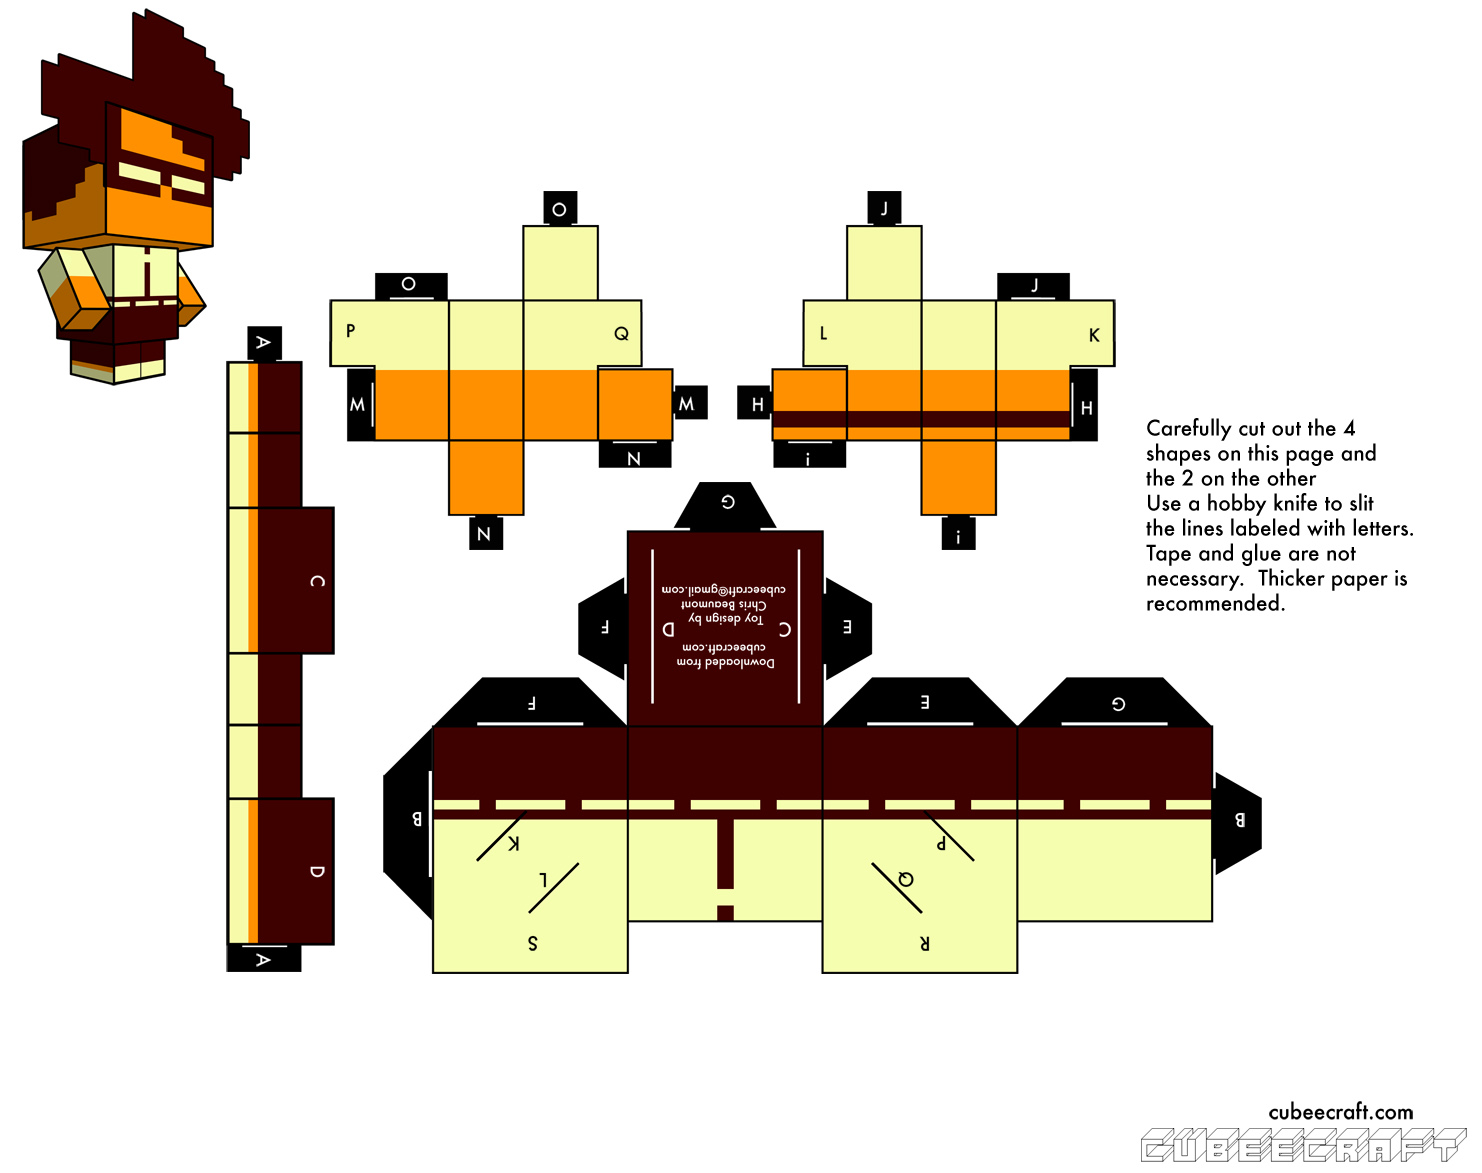 O
J
O
J
P
Q
L
K
M
M
H
H
N
i
N
i
A
Carefully cut out the 4
shapes on this page and
the 2 on the other
Use a hobby knife to slit
the lines labeled with letters.
Tape and glue are not
necessary.  Thicker paper is
recommended.
G
C
F
E
D
C
Downloaded from
cubeecraft.com
Toy design by
Chris Beaumont
cubeecraft@gmail.com
F
E
G
B
B
K
P
L
Q
D
S
R
A
cubeecraft.com
CUBEECRAFT